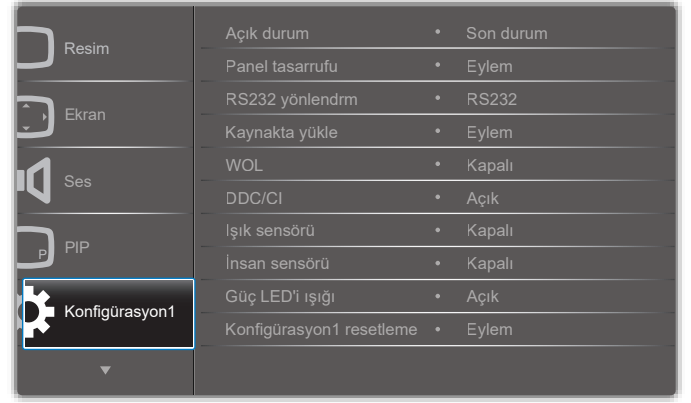 Resim
Ekran
Ses
P
PIP
Konfigürasyon1
Açık durum • Son durum
Panel tasarrufu • Eylem
RS232 yönlendrm • RS232
Kaynakta yükle • Eylem
WOL • Kapalı
DDC/CI • Açık
Işık sensörü • Kapalı
İnsan sensörü • Kapalı
Güç LED'i ışığı • Açık
Konfigürasyon1 resetleme • Eylem